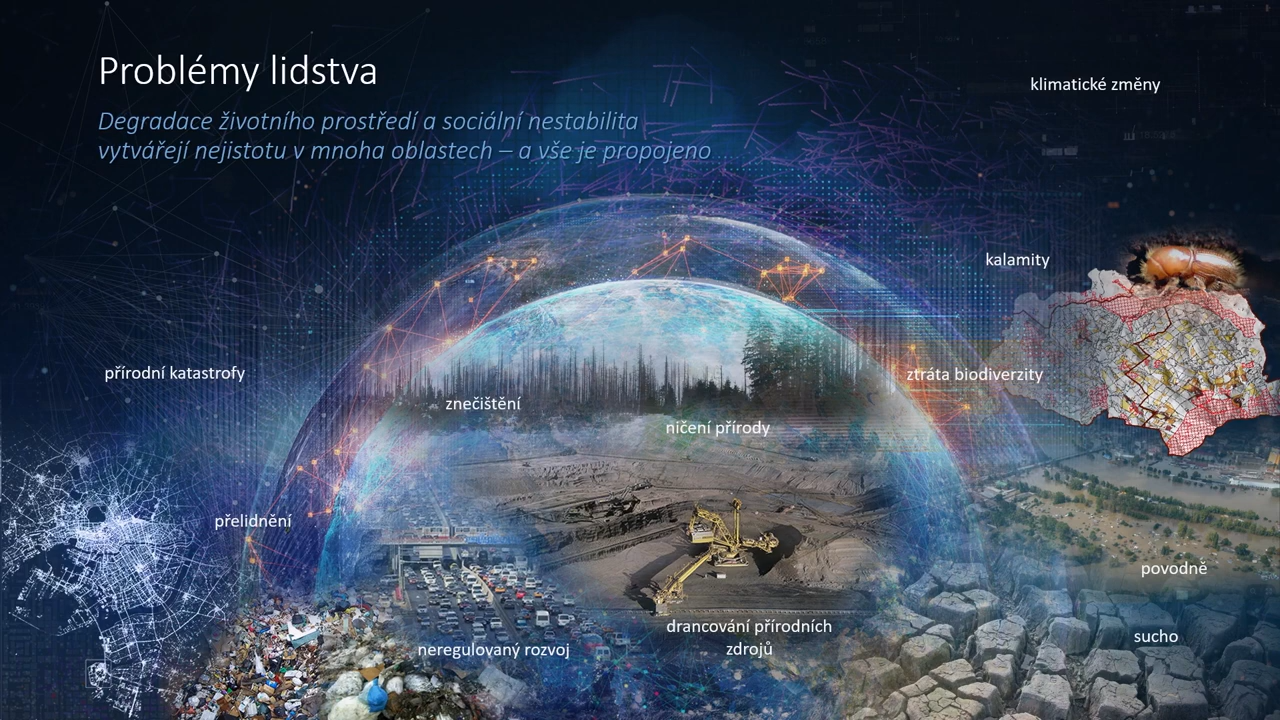 Problémy lidstva
Degradace životního prostředí a sociální nestabilita
vytvářejí nejistotu v mnoha oblastech – a vše je propojeno
klimatické změny
kalamity
přírodní katastrofy
ztráta biodiverzity
znečištění
ničení přírody
přelidnění
povodně
drancování přírodních
zdrojů
sucho
neregulovaný rozvoj